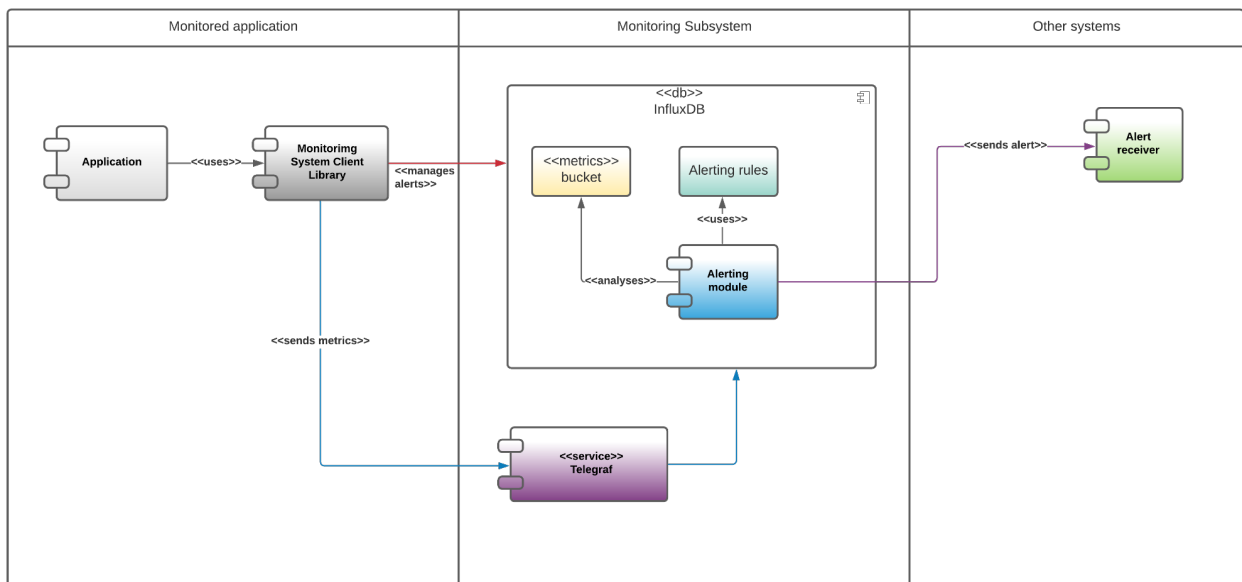 Monitored application
Monitoring Subsystem
Other systems
<<db>>
InfluxDB
Application
<<uses>>
Monitorimg
System Client
Library
<<manages
alerts>>
<<metrics>>
bucket
Alerting rules
<<uses>>
<<analyses>>
Alerting
module
<<sends alert>>
Alert
receiver
<<sends metrics>>
<<service>>
Telegraf